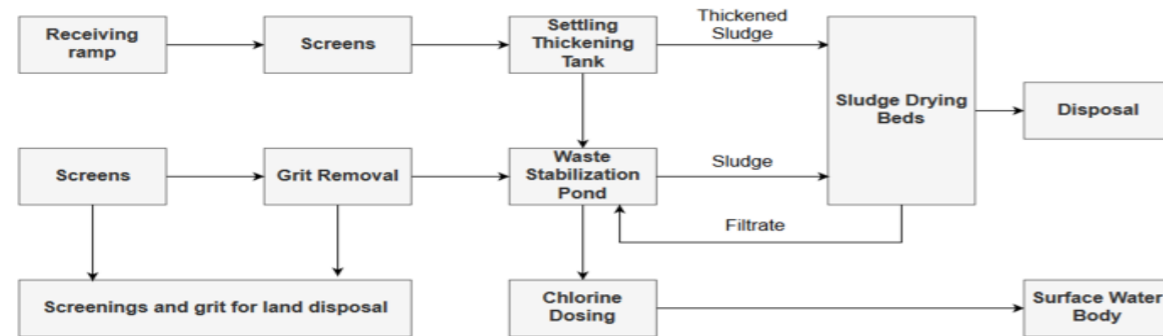 Receiving
ramp
Screens
Settling
Thickening
Tank
Thickened
Sludge
Sludge Drying
Beds
Disposal
Screens
Grit Removal
Waste
Stabilization
Pond
Sludge
Filtrate
Screenings and grit for land disposal
Chlorine
Dosing
Surface Water
Body